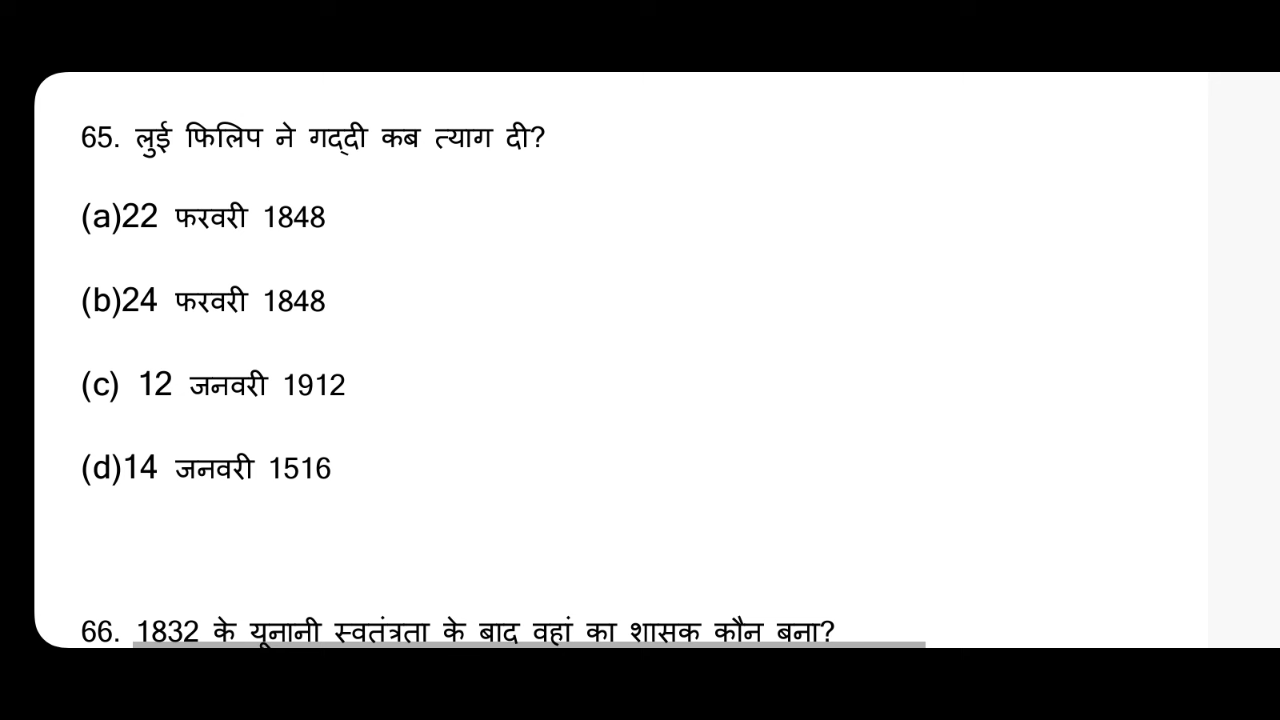 65. लुई फिलिप ने गद्‌दी कब त्याग दी?
(a)22 फरवरी 1848
(b)24 फरवरी 1848
(c) 12 जनवरी 1912
(d)14 जनवरी 1516
66. 1832 के यूनानी स्वतंत्रता के बाद वहां का शासक कौन बना?